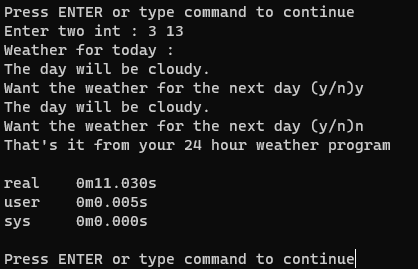 Press ENTER or type command to continue
Enter two int : 3 13
Weather for today :
The day will be cloudy.
Want the weather for the next day (y/n)y
The day will be cloudy.
Want the weather for the next day (y/n)n
That's it from your 24 hour weather program
real 0m11.030s
user 0m0.005s
sys 0m0.000s
Press ENTER or type command to continue